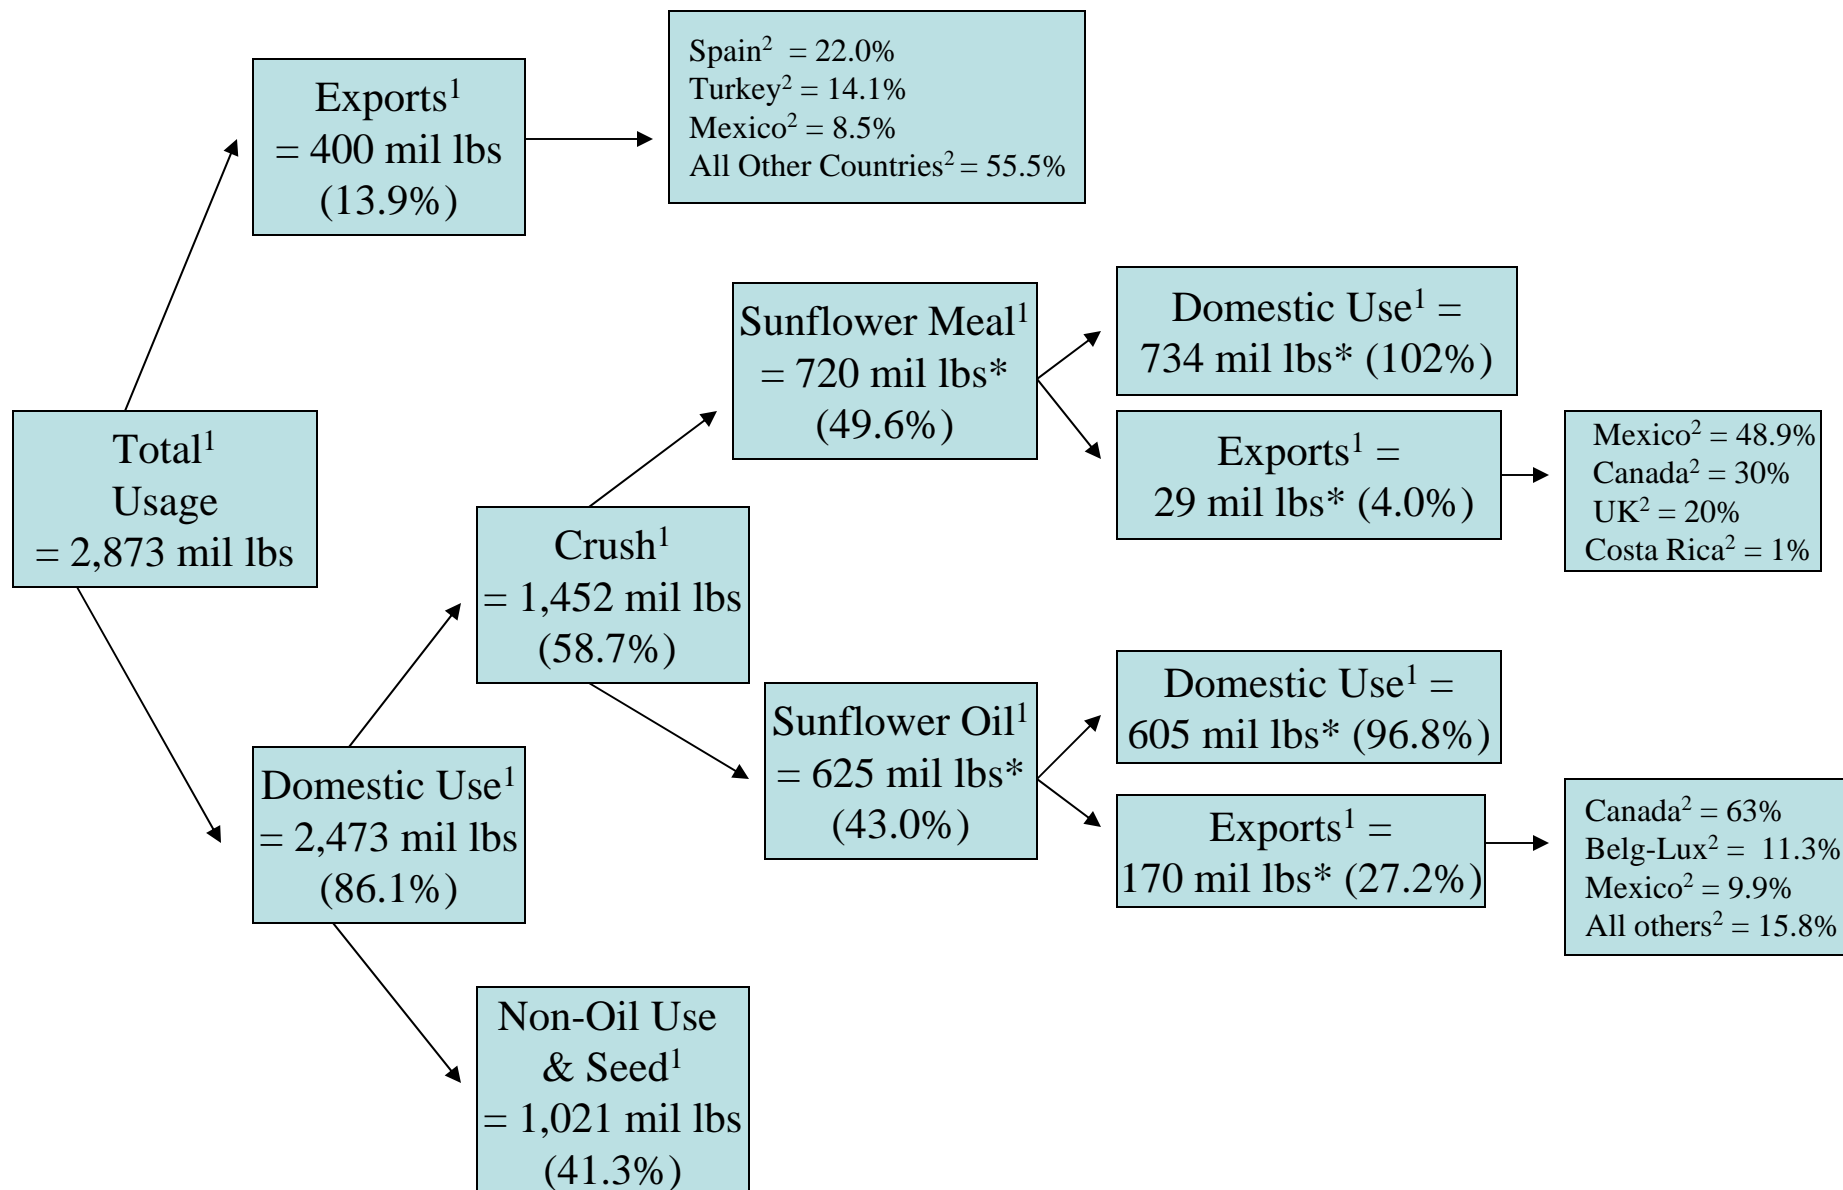 Exports¹
= 400 mil lbs
(13.9%)
Spain² = 22.0%
Turkey² = 14.1%
Mexico² = 8.5%
All Other Countries² = 55.5%
Total¹
Usage
= 2,873 mil lbs
Domestic Use¹
= 2,473 mil lbs
(86.1%)
Crush¹
= 1,452 mil lbs
(58.7%)
Non-Oil Use
& Seed¹
= 1,021 mil lbs
(41.3%)
Sunflower Meal¹
= 720 mil lbs*
(49.6%)
Domestic Use¹ =
734 mil lbs* (102%)
Exports¹ =
29 mil lbs* (4.0%)
Mexico² = 48.9%
Canada² = 30%
UK² = 20%
Costa Rica² = 1%
Sunflower Oil¹
= 625 mil lbs*
(43.0%)
Domestic Use¹ =
605 mil lbs* (96.8%)
Exports¹ =
170 mil lbs* (27.2%)
Canada² = 63%
Belg-Lux² = 11.3%
Mexico² = 9.9%
All others² = 15.8%